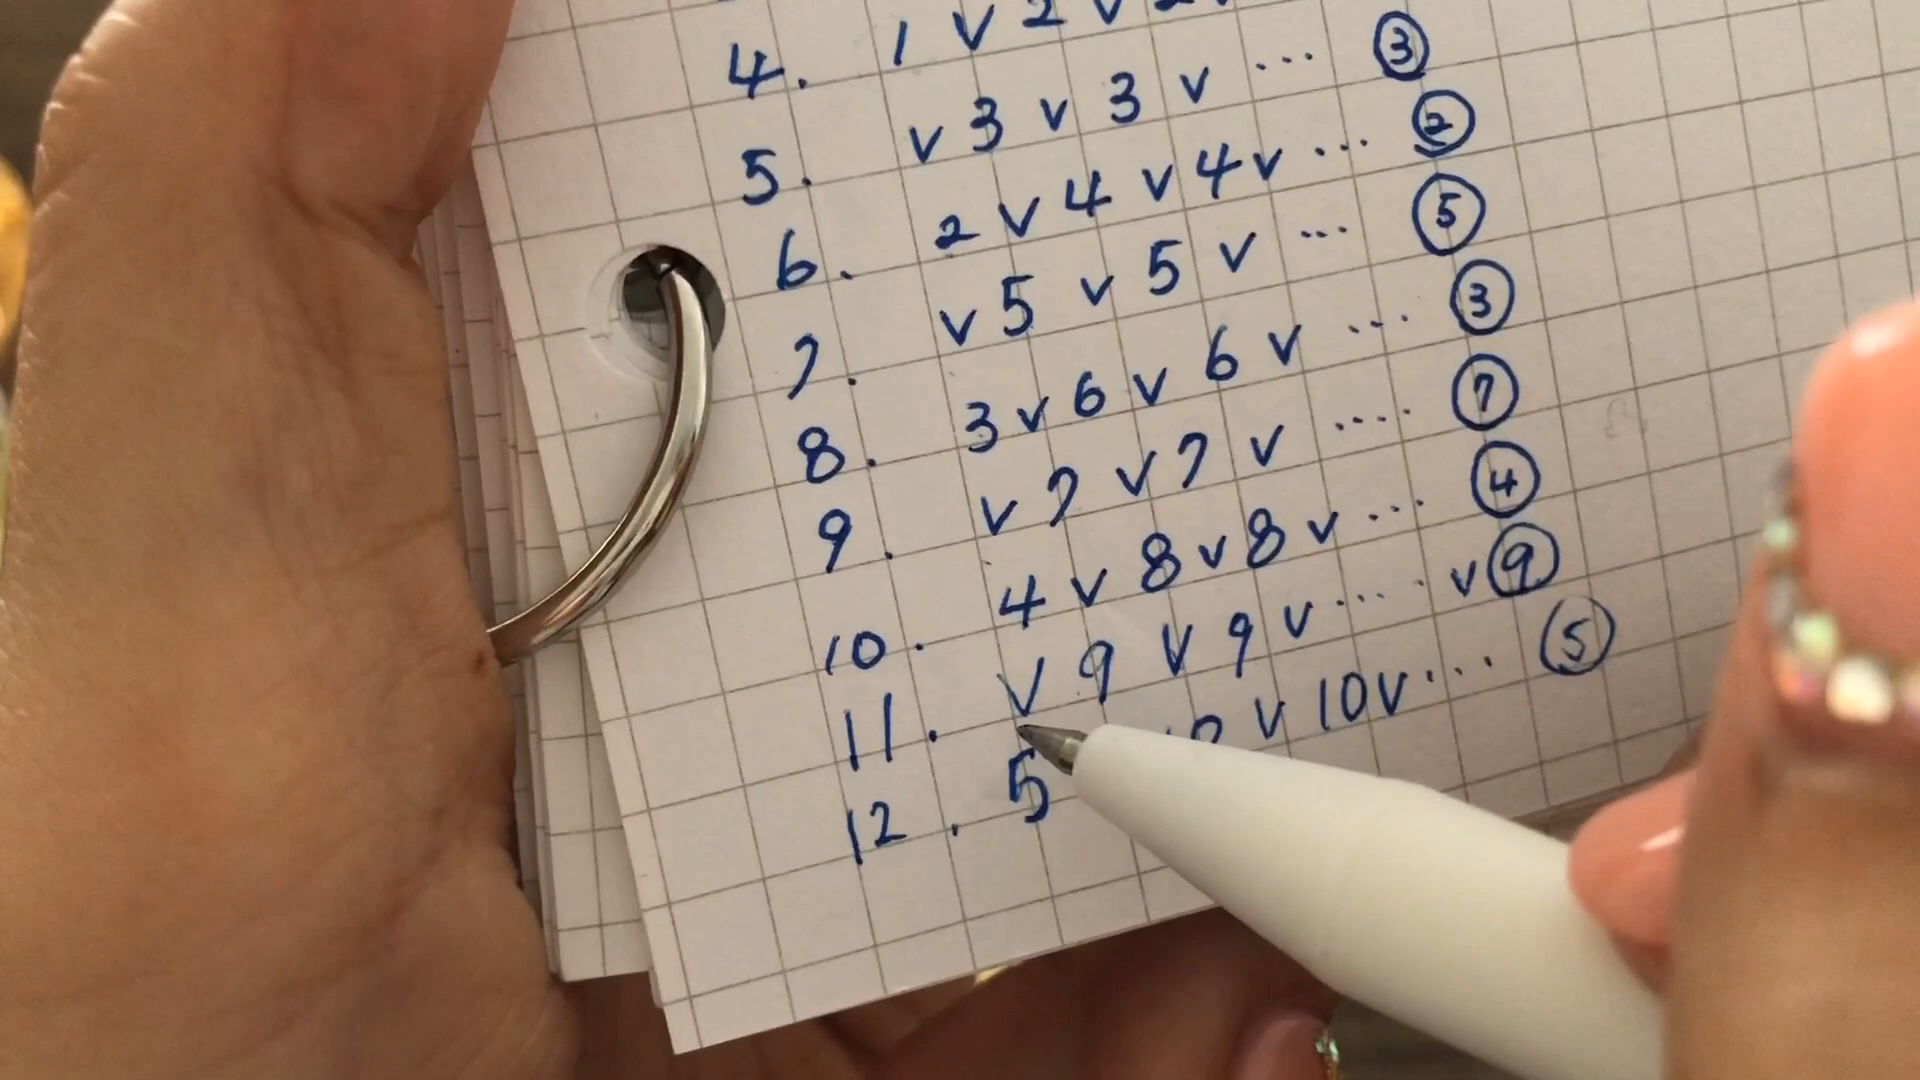 4. 1 v 2 v
5. v 3 v 3 v ... ③
6. 2 v 4 v 4 v ... ②
7. v 5 v 5 v ... ⑤
8. 3 v 6 v 6 v ... ③
9. v 7 v 7 v .... ⑦
10. 4 v 8 v 8 v ... ④
11. v 9 v 9 v .... v ⑨
12. 5 v 10 v ... ⑤